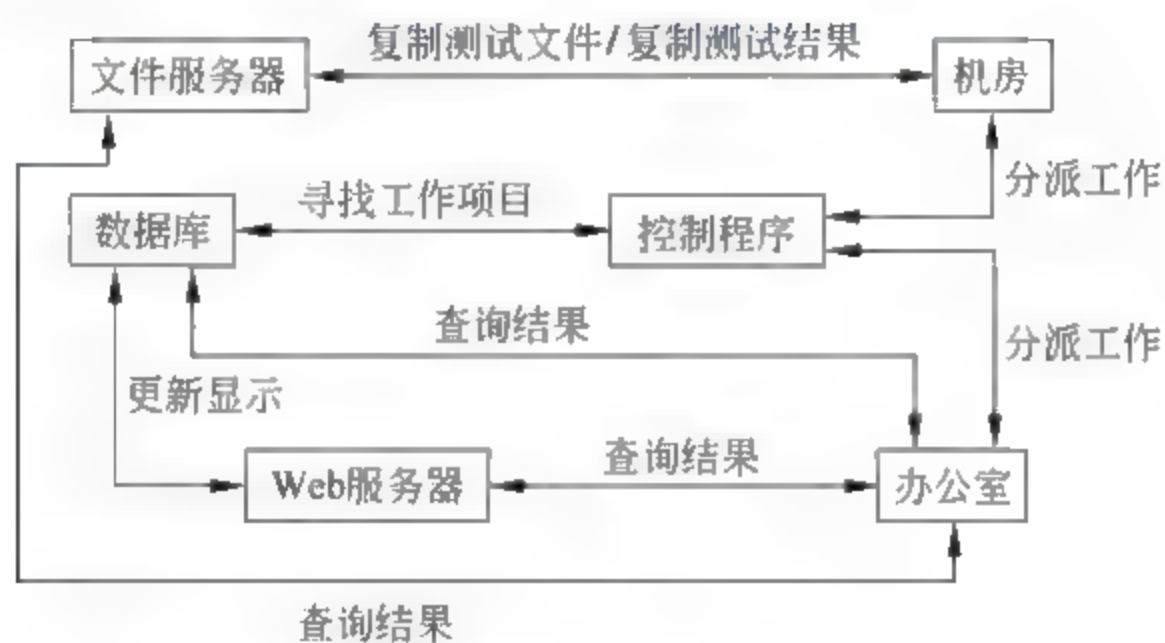 复制测试文件/复制测试结果
文件服务器
机房
分派工作
寻找工作项目
数据库
控制程序
查询结果
分派工作
更新显示
查询结果
Web服务器
办公室
查询结果